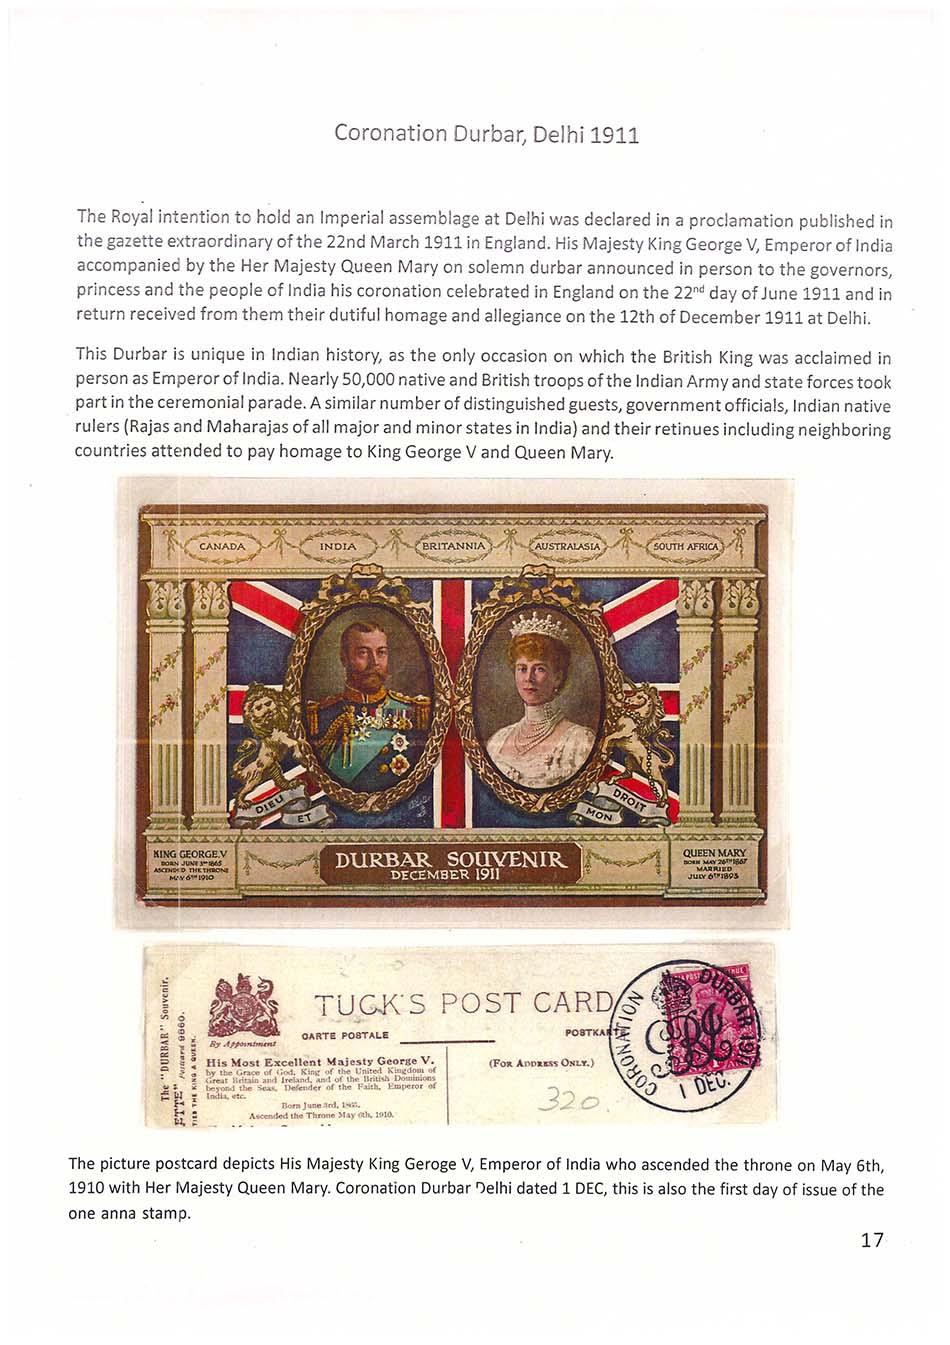 Coronation Durbar, Delhi 1911
The Royal intention to hold an Imperial assemblage at Delhi was declared in a proclamation published in
the gazette extraordinary of the 22nd March 1911 in England. His Majesty King George V, Emperor of India
accompanied by the Her Majesty Queen Mary on solemn durbar announced in person to the governors,
princess and the people of India his coronation celebrated in England on the 22nd day of June 1911 and in
return received from them their dutiful homage and allegiance on the 12th of December 1911 at Delhi.
This Durbar is unique in Indian history, as the only occasion on which the British King was acclaimed in
person as Emperor of India. Nearly 50,000 native and British troops of the Indian Army and state forces took
part in the ceremonial parade. A similar number of distinguished guests, government officials, Indian native
rulers (Rajas and Maharajas of all major and minor states in India) and their retinues including neighboring
countries attended to pay homage to King George V and Queen Mary.
CANADA INDIA BRITANNIA AUSTRALASIA SOUTH AFRICA
DIEU ET MON DROIT
KING GEORGE.V
BORN JUNE 3RD 1865
ASCENDED THE THRONE
MAY 6TH 1910
DURBAR SOUVENIR
DECEMBER 1911
QUEEN MARY
BORN MAY 26TH 1867
MARRIED
JULY 6TH 1893
The "DURBAR" Souvenir.
ETTE" Postcard 9860.
THE KING & QUEEN.
By Appointment
TUCK'S POST CARD
CARTE POSTALE
POSTKARTE
His Most Excellent Majesty George V.
by the Grace of God, King of the United Kingdom of
Great Britain and Ireland, and of the British Dominions
beyond the Seas, Defender of the Faith, Emperor of
India, etc.
Born June 3rd, 1865.
Ascended the Throne May 6th, 1910.
(FOR ADDRESS ONLY.)
320.
CORONATION DURBAR 1911
1 DEC.
The picture postcard depicts His Majesty King Geroge V, Emperor of India who ascended the throne on May 6th,
1910 with Her Majesty Queen Mary. Coronation Durbar Delhi dated 1 DEC, this is also the first day of issue of the
one anna stamp.
17